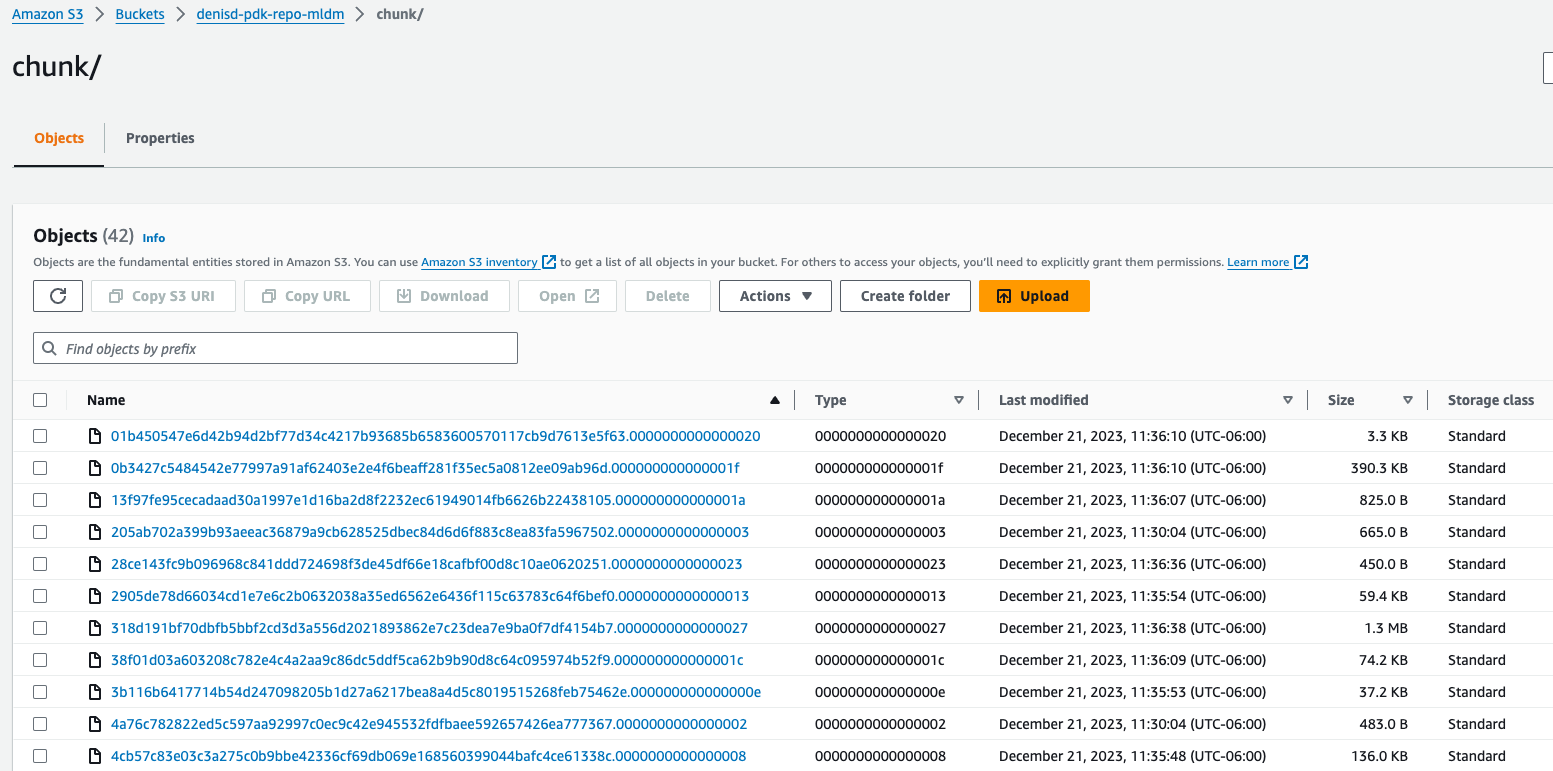 Amazon S3 > Buckets > denisd-pdk-repo-mldm > chunk/
chunk/
Objects Properties
Objects (42) Info
Objects are the fundamental entities stored in Amazon S3. You can use Amazon S3 inventory to get a list of all objects in your bucket. For others to access your objects, you'll need to explicitly grant them permissions. Learn more
Copy S3 URI Copy URL Download Open Delete Actions Create folder Upload
Find objects by prefix
Name Type Last modified Size Storage class
01b450547e6d42b94d2bf77d34c4217b93685b6583600570117cb9d7613e5f63.0000000000000020 0000000000000020 December 21, 2023, 11:36:10 (UTC-06:00) 3.3 KB Standard
0b3427c5484542e77997a91af62403e2e4f6beaff281f35ec5a0812ee09ab96d.000000000000001f 000000000000001f December 21, 2023, 11:36:10 (UTC-06:00) 390.3 KB Standard
13f97fe95cecadaad30a1997e1d16ba2d8f2232ec61949014fb6626b22438105.000000000000001a 000000000000001a December 21, 2023, 11:36:07 (UTC-06:00) 825.0 B Standard
205ab702a399b93aeeac36879a9cb628525dbec84d6d6f883c8ea83fa5967502.0000000000000003 0000000000000003 December 21, 2023, 11:30:04 (UTC-06:00) 665.0 B Standard
28ce143fc9b096968c841ddd724698f3de45df66e18cafbf00d8c10ae0620251.0000000000000023 0000000000000023 December 21, 2023, 11:36:36 (UTC-06:00) 450.0 B Standard
2905de78d66034cd1e7e6c2b0632038a35ed6562e6436f115c63783c64f6bef0.0000000000000013 0000000000000013 December 21, 2023, 11:35:54 (UTC-06:00) 59.4 KB Standard
318d191bf70dbfb5bbf2cd3d3a556d2021893862e7c23dea7e9ba0f7df4154b7.0000000000000027 0000000000000027 December 21, 2023, 11:36:38 (UTC-06:00) 1.3 MB Standard
38f01d03a603208c782e4c4a2aa9c86dc5ddf5ca62b9b90d8c64c095974b52f9.000000000000001c 000000000000001c December 21, 2023, 11:36:09 (UTC-06:00) 74.2 KB Standard
3b116b6417714b54d247098205b1d27a6217bea8a4d5c8019515268feb75462e.000000000000000e 000000000000000e December 21, 2023, 11:35:53 (UTC-06:00) 37.2 KB Standard
4a76c782822ed5c597aa92997c0ec9c42e945532fdfbaee592657426ea777367.0000000000000002 0000000000000002 December 21, 2023, 11:30:04 (UTC-06:00) 483.0 B Standard
4cb57c83e03c3a275c0b9bbe42336cf69db069e168560399044bafc4ce61338c.0000000000000008 0000000000000008 December 21, 2023, 11:35:48 (UTC-06:00) 136.0 KB Standard